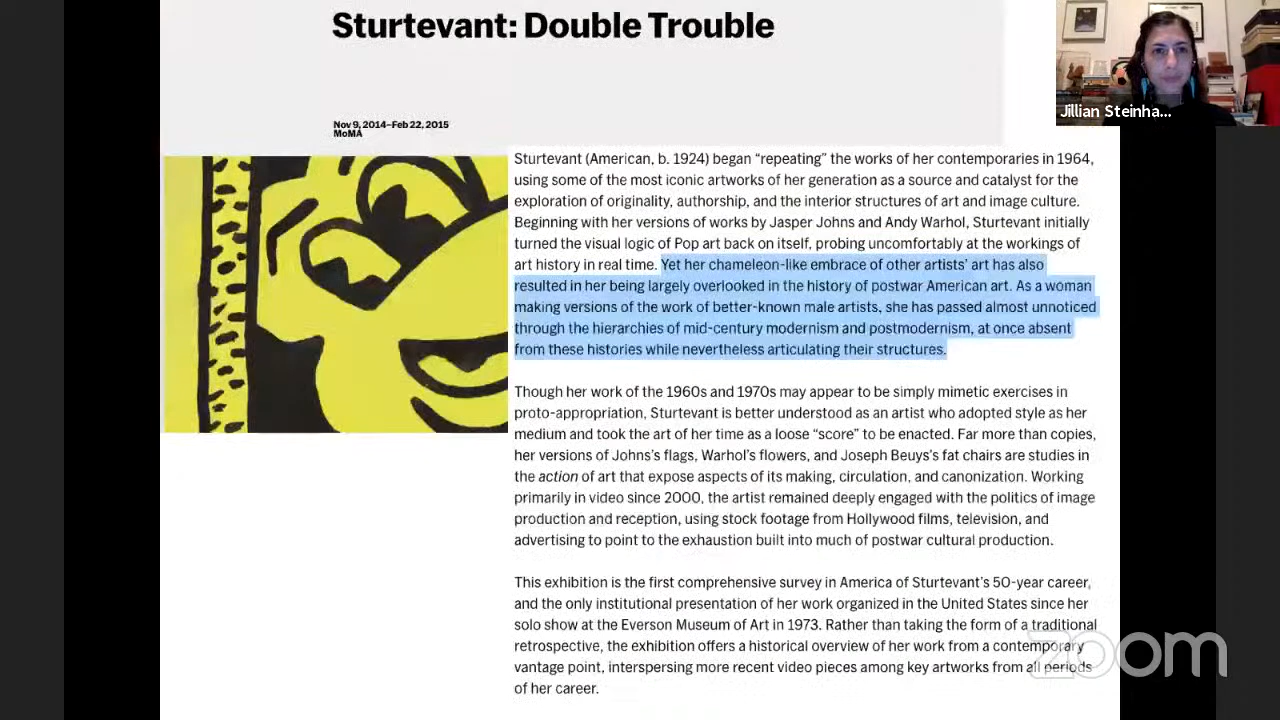 Sturtevant: Double Trouble
Jillian Steinha...
Nov 9, 2014–Feb 22, 2015
MoMA
Sturtevant (American, b. 1924) began “repeating” the works of her contemporaries in 1964,
using some of the most iconic artworks of her generation as a source and catalyst for the
exploration of originality, authorship, and the interior structures of art and image culture.
Beginning with her versions of works by Jasper Johns and Andy Warhol, Sturtevant initially
turned the visual logic of Pop art back on itself, probing uncomfortably at the workings of
art history in real time. Yet her chameleon-like embrace of other artists’ art has also
resulted in her being largely overlooked in the history of postwar American art. As a woman
making versions of the work of better-known male artists, she has passed almost unnoticed
through the hierarchies of mid-century modernism and postmodernism, at once absent
from these histories while nevertheless articulating their structures.
Though her work of the 1960s and 1970s may appear to be simply mimetic exercises in
proto-appropriation, Sturtevant is better understood as an artist who adopted style as her
medium and took the art of her time as a loose “score” to be enacted. Far more than copies,
her versions of Johns’s flags, Warhol’s flowers, and Joseph Beuys’s fat chairs are studies in
the action of art that expose aspects of its making, circulation, and canonization. Working
primarily in video since 2000, the artist remained deeply engaged with the politics of image
production and reception, using stock footage from Hollywood films, television, and
advertising to point to the exhaustion built into much of postwar cultural production.
This exhibition is the first comprehensive survey in America of Sturtevant’s 50-year career,
and the only institutional presentation of her work organized in the United States since her
solo show at the Everson Museum of Art in 1973. Rather than taking the form of a traditional
retrospective, the exhibition offers a historical overview of her work from a contemporary
vantage point, interspersing more recent video pieces among key artworks from all periods
of her career.
zoom